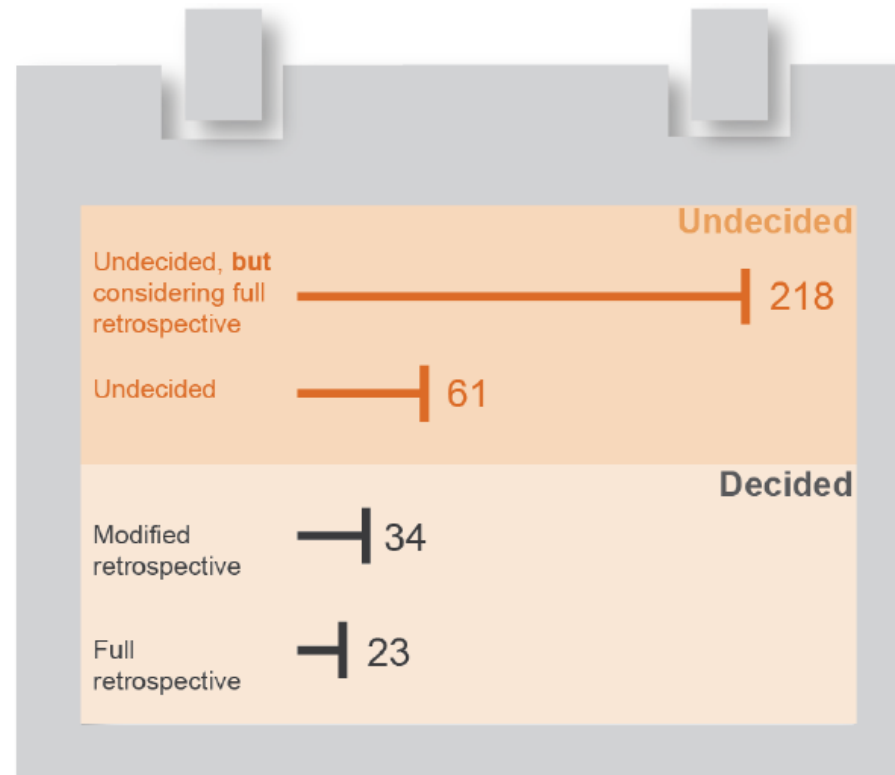 Undecided
Undecided, but
considering full
retrospective
218
Undecided
61
Decided
Modified
retrospective
34
Full
retrospective
23